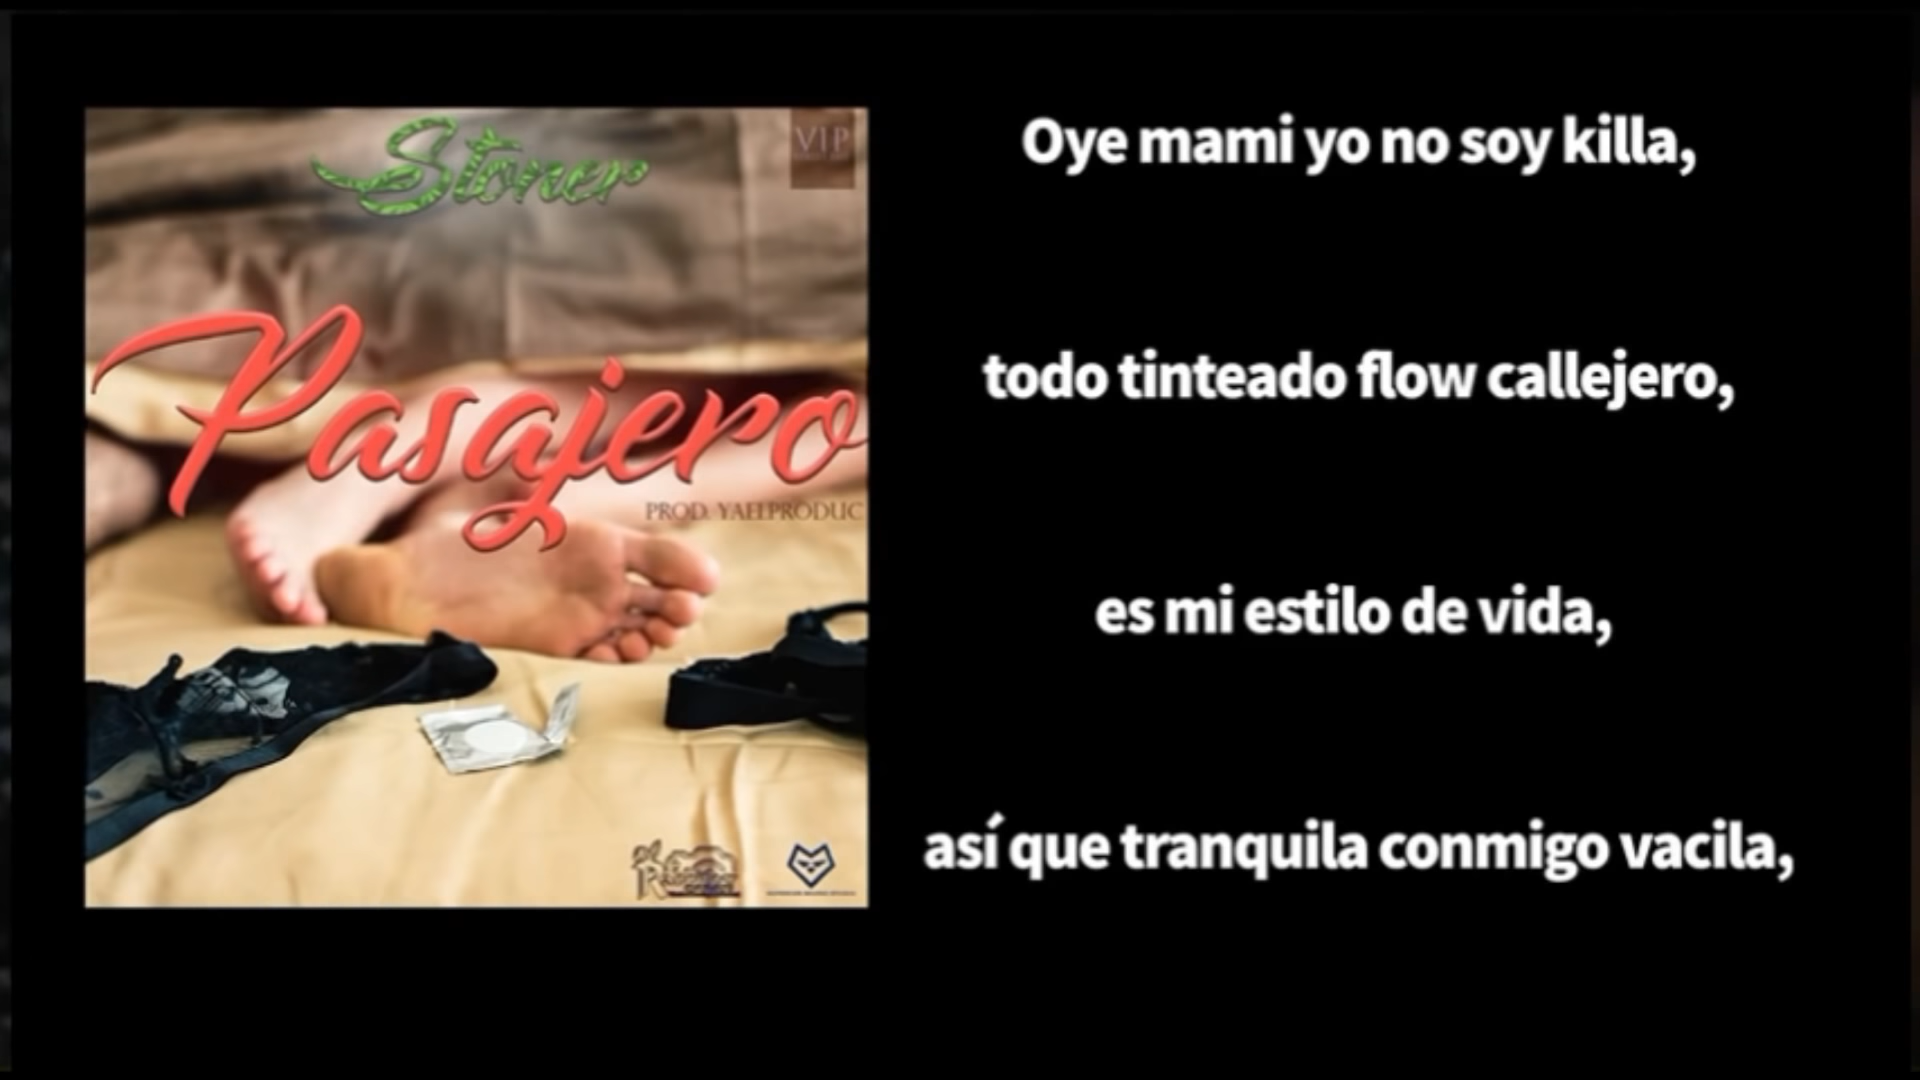 Stoner
VIP
Pasajero
PROD. YAELPRODUC
Oye mami yo no soy killa,
todo tinteado flow callejero,
es mi estilo de vida,
así que tranquila conmigo vacila,